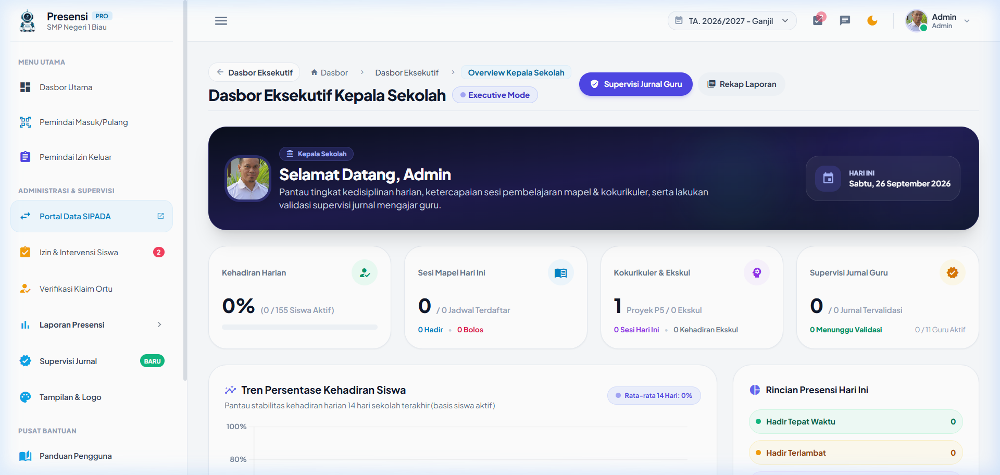 Presensi PRO
SMP Negeri 1 Biau
TA. 2026/2027 - Ganjil
2
Admin
Admin
MENU UTAMA
Dasbor Utama
Pemindai Masuk/Pulang
Pemindai Izin Keluar
ADMINISTRASI & SUPERVISI
Portal Data SIPADA
Izin & Intervensi Siswa 2
Verifikasi Klaim Ortu
Laporan Presensi
Supervisi Jurnal BARU
Tampilan & Logo
PUSAT BANTUAN
Panduan Pengguna
Dasbor Eksekutif Dasbor Dasbor Eksekutif Overview Kepala Sekolah
Dasbor Eksekutif Kepala Sekolah Executive Mode
Supervisi Jurnal Guru
PDF Rekap Laporan
Kepala Sekolah
Selamat Datang, Admin
Pantau tingkat kedisiplinan harian, ketercapaian sesi pembelajaran mapel & kokurikuler, serta lakukan
validasi supervisi jurnal mengajar guru.
HARI INI
Sabtu, 26 September 2026
Kehadiran Harian
0% (0 / 155 Siswa Aktif)
Sesi Mapel Hari Ini
0 / 0 Jadwal Terdaftar
0 Hadir 0 Bolos
Kokurikuler & Ekskul
1 Proyek P5 / 0 Ekskul
0 Sesi Hari Ini 0 Kehadiran Ekskul
Supervisi Jurnal Guru
0 / 0 Jurnal Tervalidasi
0 Menunggu Validasi 0 / 11 Guru Aktif
Tren Persentase Kehadiran Siswa
Pantau stabilitas kehadiran harian 14 hari sekolah terakhir (basis siswa aktif)
Rata-rata 14 Hari: 0%
100%
80%
Rincian Presensi Hari Ini
Hadir Tepat Waktu 0
Hadir Terlambat 0